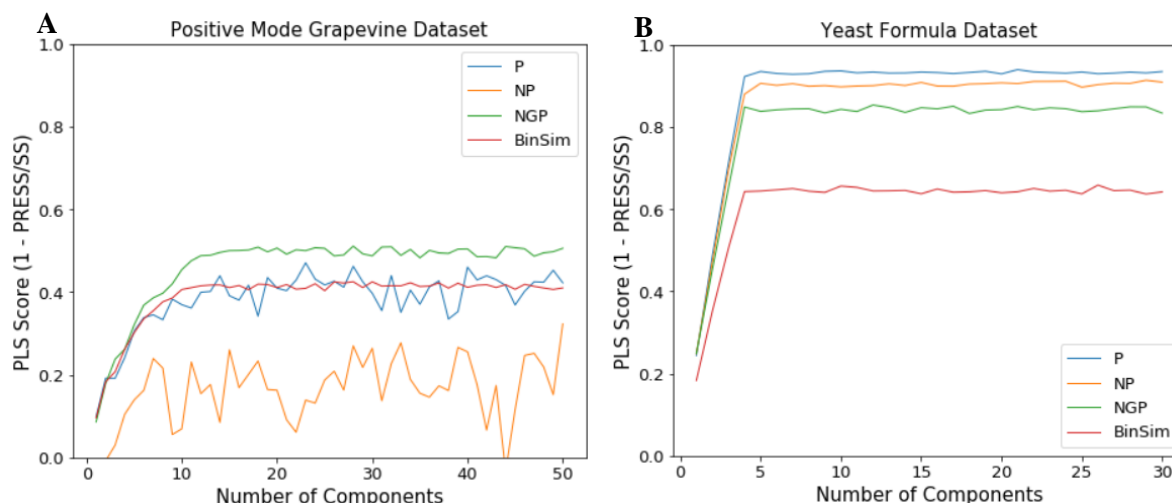 A
Positive Mode Grapevine Dataset
PLS Score (1 - PRESS/SS)
1.0
0.8
0.6
0.4
0.2
0.0
P
NP
NGP
BinSim
0 10 20 30 40 50
Number of Components
B
Yeast Formula Dataset
PLS Score (1 - PRESS/SS)
1.0
0.8
0.6
0.4
0.2
0.0
P
NP
NGP
BinSim
0 5 10 15 20 25 30
Number of Components